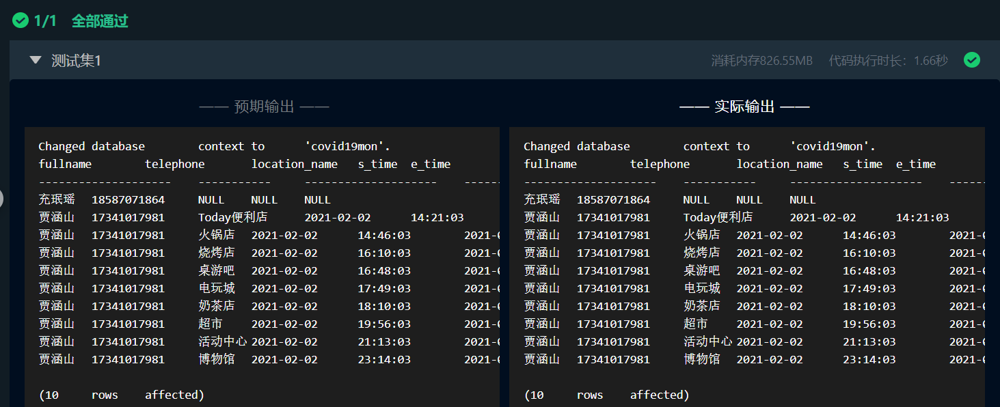 1/1 全部通过
测试集1 消耗内存826.55MB 代码执行时长：1.66秒
—— 预期输出 ——
Changed database context to 'covid19mon'.
fullname telephone location_name s_time e_time
-------------------- ----------- -------------------- ------
充珉瑶 18587071864 NULL NULL NULL
贾涵山 17341017981 Today便利店 2021-02-02 14:21:03
贾涵山 17341017981 火锅店 2021-02-02 14:46:03 2021-0
贾涵山 17341017981 烧烤店 2021-02-02 16:10:03 2021-0
贾涵山 17341017981 桌游吧 2021-02-02 16:48:03 2021-0
贾涵山 17341017981 电玩城 2021-02-02 17:49:03 2021-0
贾涵山 17341017981 奶茶店 2021-02-02 18:10:03 2021-0
贾涵山 17341017981 超市 2021-02-02 19:56:03 2021-0
贾涵山 17341017981 活动中心 2021-02-02 21:13:03 2021-0
贾涵山 17341017981 博物馆 2021-02-02 23:14:03 2021-0
(10 rows affected)
—— 实际输出 ——
Changed database context to 'covid19mon'.
fullname telephone location_name s_time e_time
-------------------- ----------- -------------------- ------
充珉瑶 18587071864 NULL NULL NULL
贾涵山 17341017981 Today便利店 2021-02-02 14:21:03
贾涵山 17341017981 火锅店 2021-02-02 14:46:03 2021-0
贾涵山 17341017981 烧烤店 2021-02-02 16:10:03 2021-0
贾涵山 17341017981 桌游吧 2021-02-02 16:48:03 2021-0
贾涵山 17341017981 电玩城 2021-02-02 17:49:03 2021-0
贾涵山 17341017981 奶茶店 2021-02-02 18:10:03 2021-0
贾涵山 17341017981 超市 2021-02-02 19:56:03 2021-0
贾涵山 17341017981 活动中心 2021-02-02 21:13:03 2021-0
贾涵山 17341017981 博物馆 2021-02-02 23:14:03 2021-0
(10 rows affected)